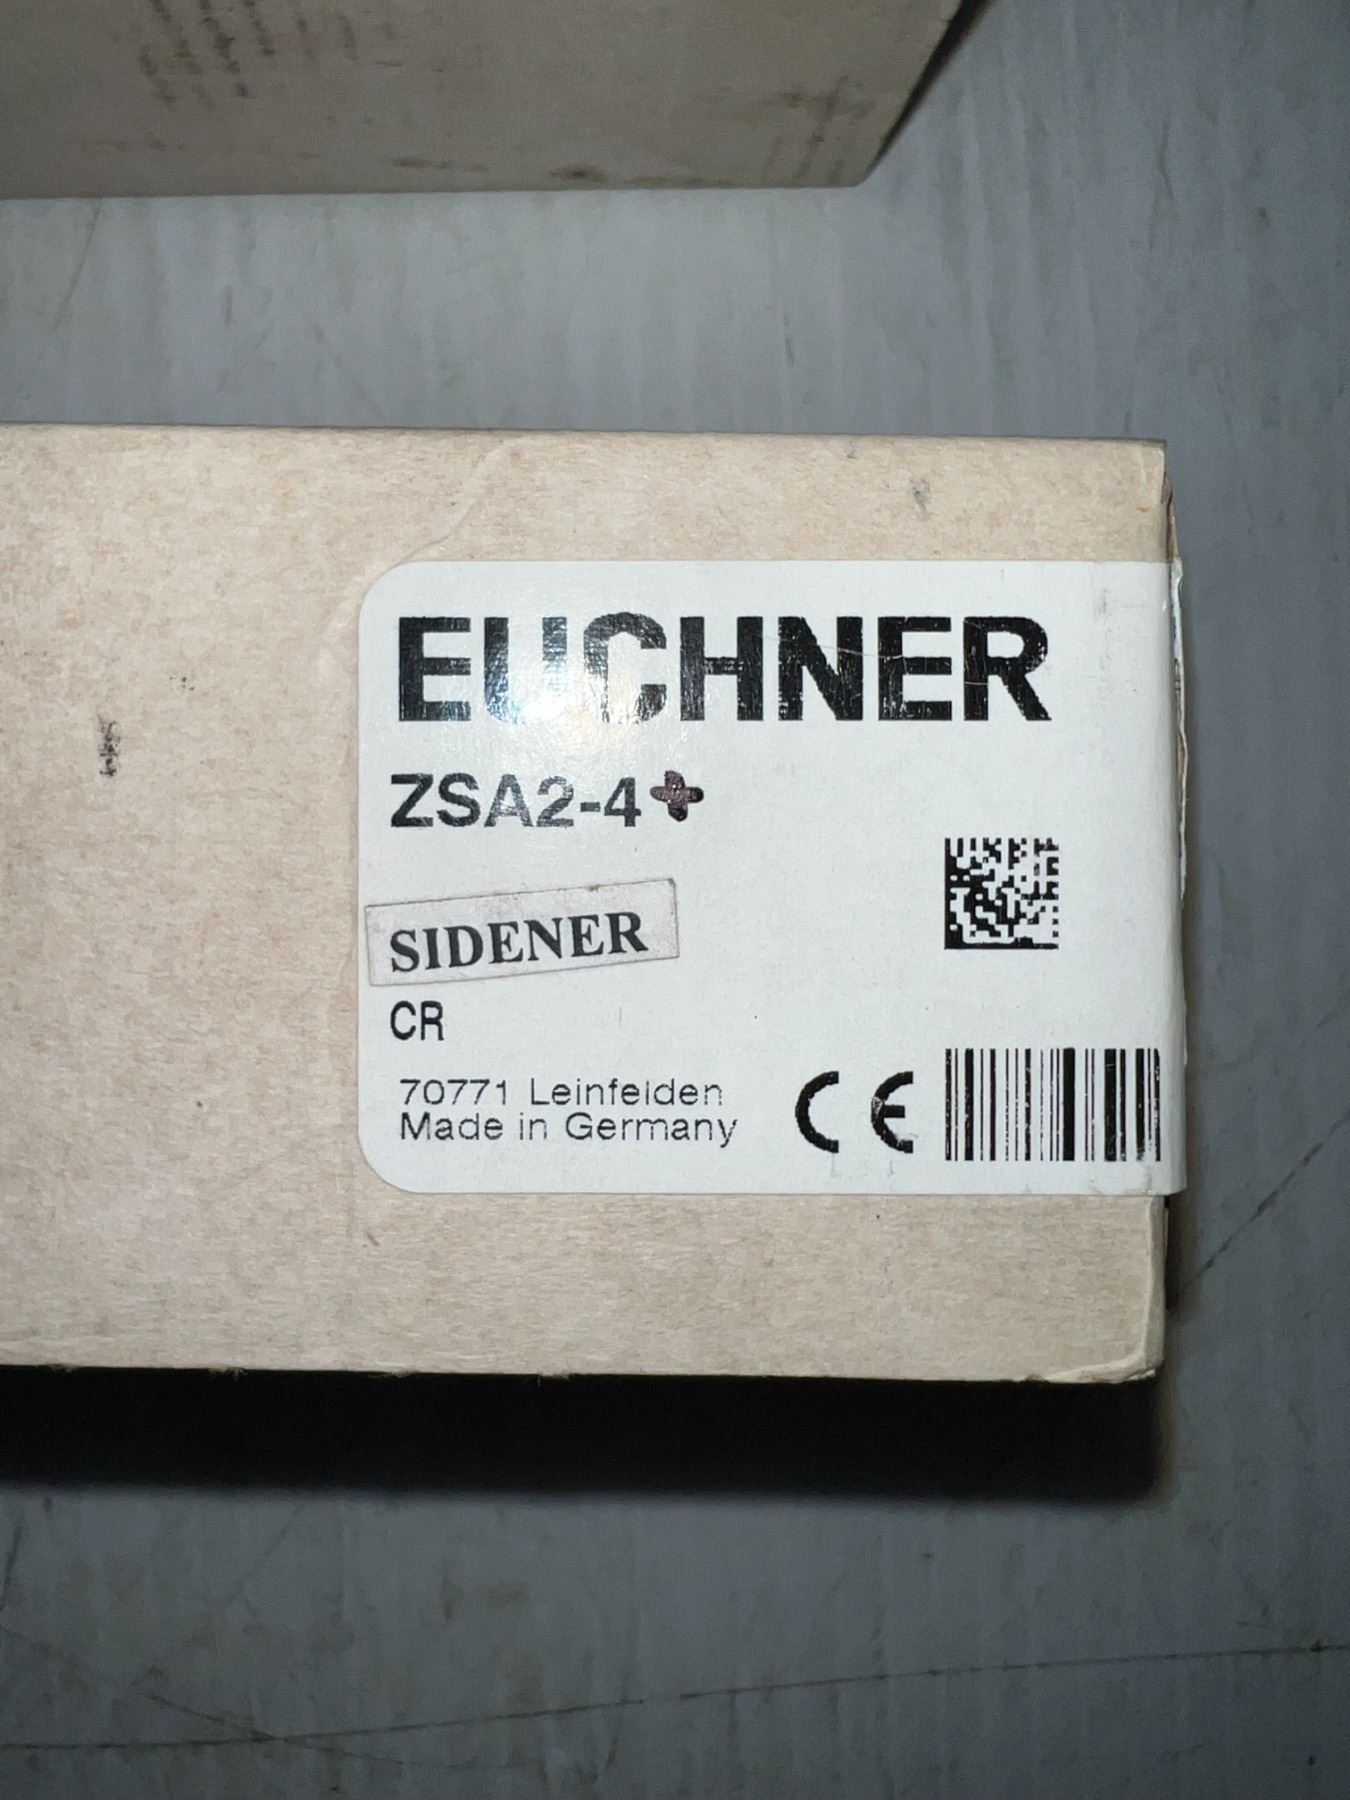 EUCHNER
ZSA2-4+
SIDENER
CR
70771 Leinfelden
Made in Germany
CE